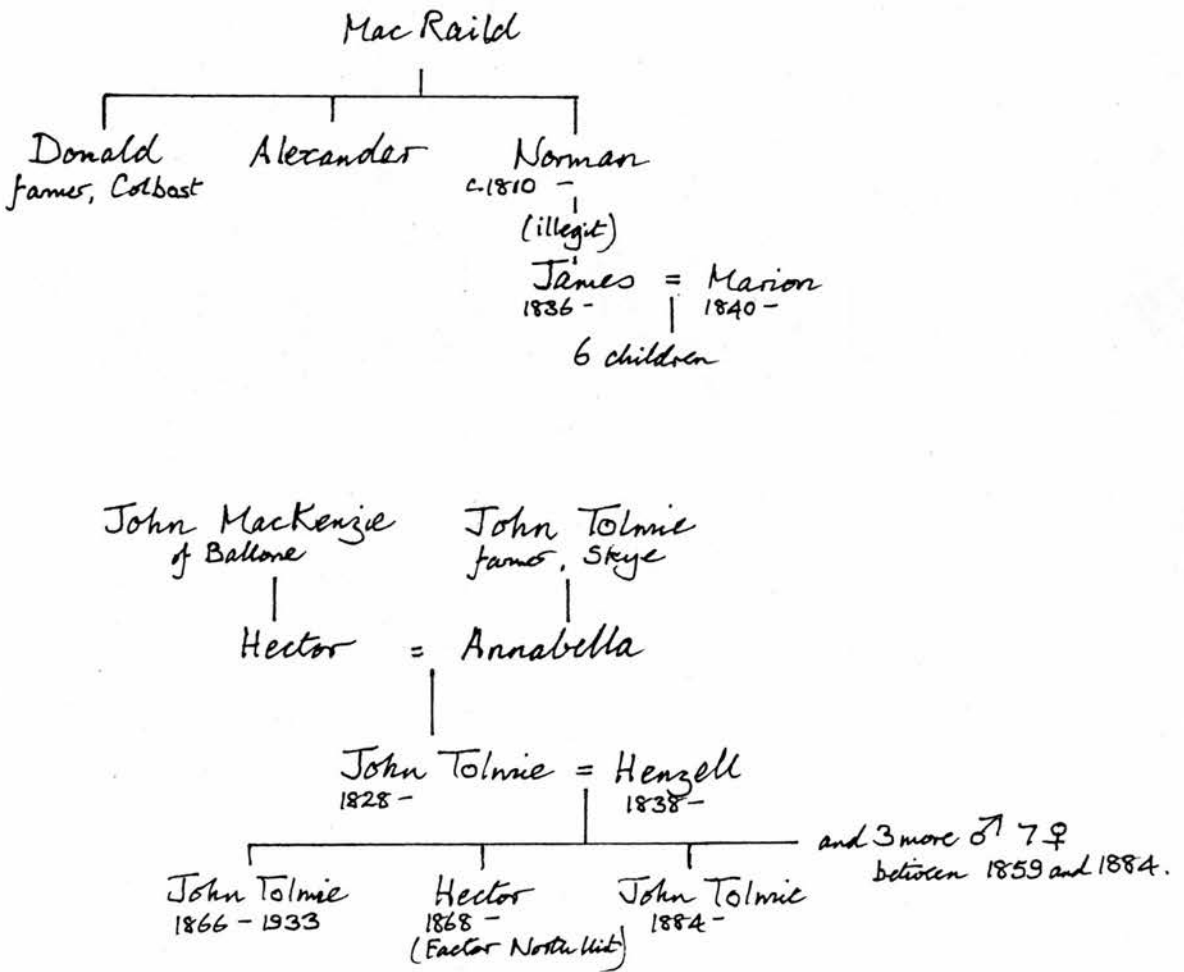 Mac Raild
Donald Alexander Norman
farmer, Colbost c.1810 –
(illegit)
James = Marion
1836 – 1840 –
6 children
John MacKenzie John Tolmie
of Ballone farmer, Skye
Hector = Annabella
John Tolmie = Henzell
1828 – 1838 –
and 3 more ♂ 7 ♀
between 1859 and 1884.
John Tolmie Hector John Tolmie
1866 – 1933 1868 – 1884 –
(Factor North Uist)